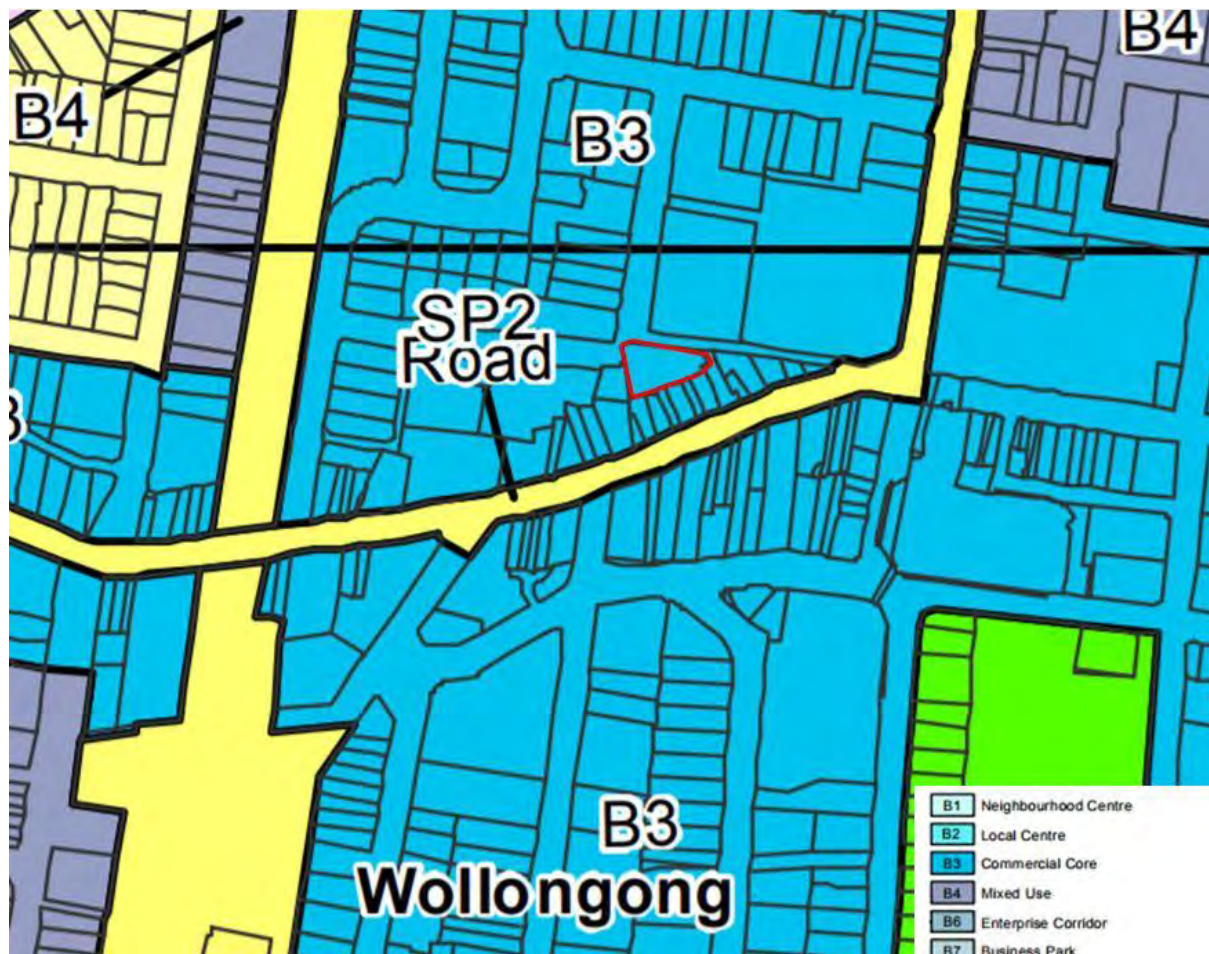 B4
B4
B3
SP2
Road
3
B3
Wollongong
B1 Neighbourhood Centre
B2 Local Centre
B3 Commercial Core
B4 Mixed Use
B6 Enterprise Corridor
B7 Business Park